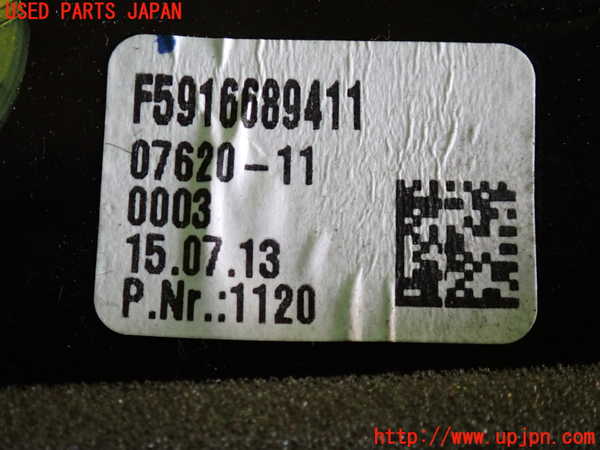 USED PARTS JAPAN
F5916689411
07620-11
0003
15.07.13
P.Nr.:1120
http://www.upjpn.com/